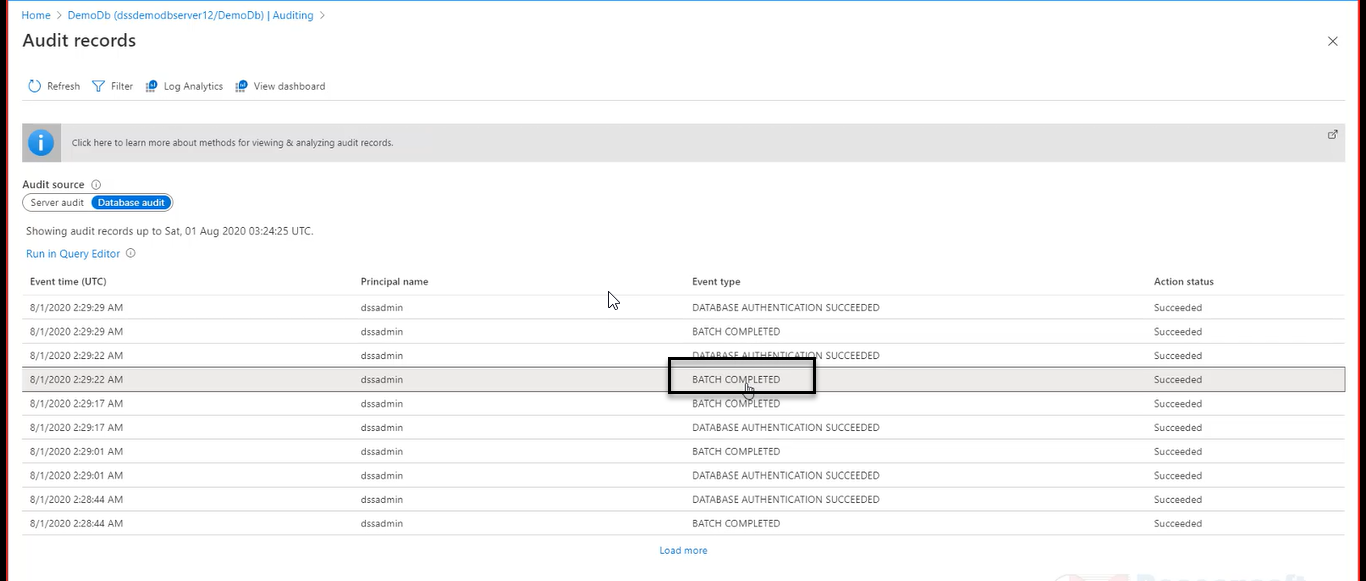 Home > DemoDb (dssdemodbserver12/DemoDb) | Auditing >
Audit records
Refresh Filter Log Analytics View dashboard
Click here to learn more about methods for viewing & analyzing audit records.
Audit source
Server audit Database audit
Showing audit records up to Sat, 01 Aug 2020 03:24:25 UTC.
Run in Query Editor
Event time (UTC) Principal name Event type Action status
8/1/2020 2:29:29 AM dssadmin DATABASE AUTHENTICATION SUCCEEDED Succeeded
8/1/2020 2:29:29 AM dssadmin BATCH COMPLETED Succeeded
8/1/2020 2:29:22 AM dssadmin DATABASE AUTHENTICATION SUCCEEDED Succeeded
8/1/2020 2:29:22 AM dssadmin BATCH COMPLETED Succeeded
8/1/2020 2:29:17 AM dssadmin BATCH COMPLETED Succeeded
8/1/2020 2:29:17 AM dssadmin DATABASE AUTHENTICATION SUCCEEDED Succeeded
8/1/2020 2:29:01 AM dssadmin BATCH COMPLETED Succeeded
8/1/2020 2:29:01 AM dssadmin DATABASE AUTHENTICATION SUCCEEDED Succeeded
8/1/2020 2:28:44 AM dssadmin DATABASE AUTHENTICATION SUCCEEDED Succeeded
8/1/2020 2:28:44 AM dssadmin BATCH COMPLETED Succeeded
Load more